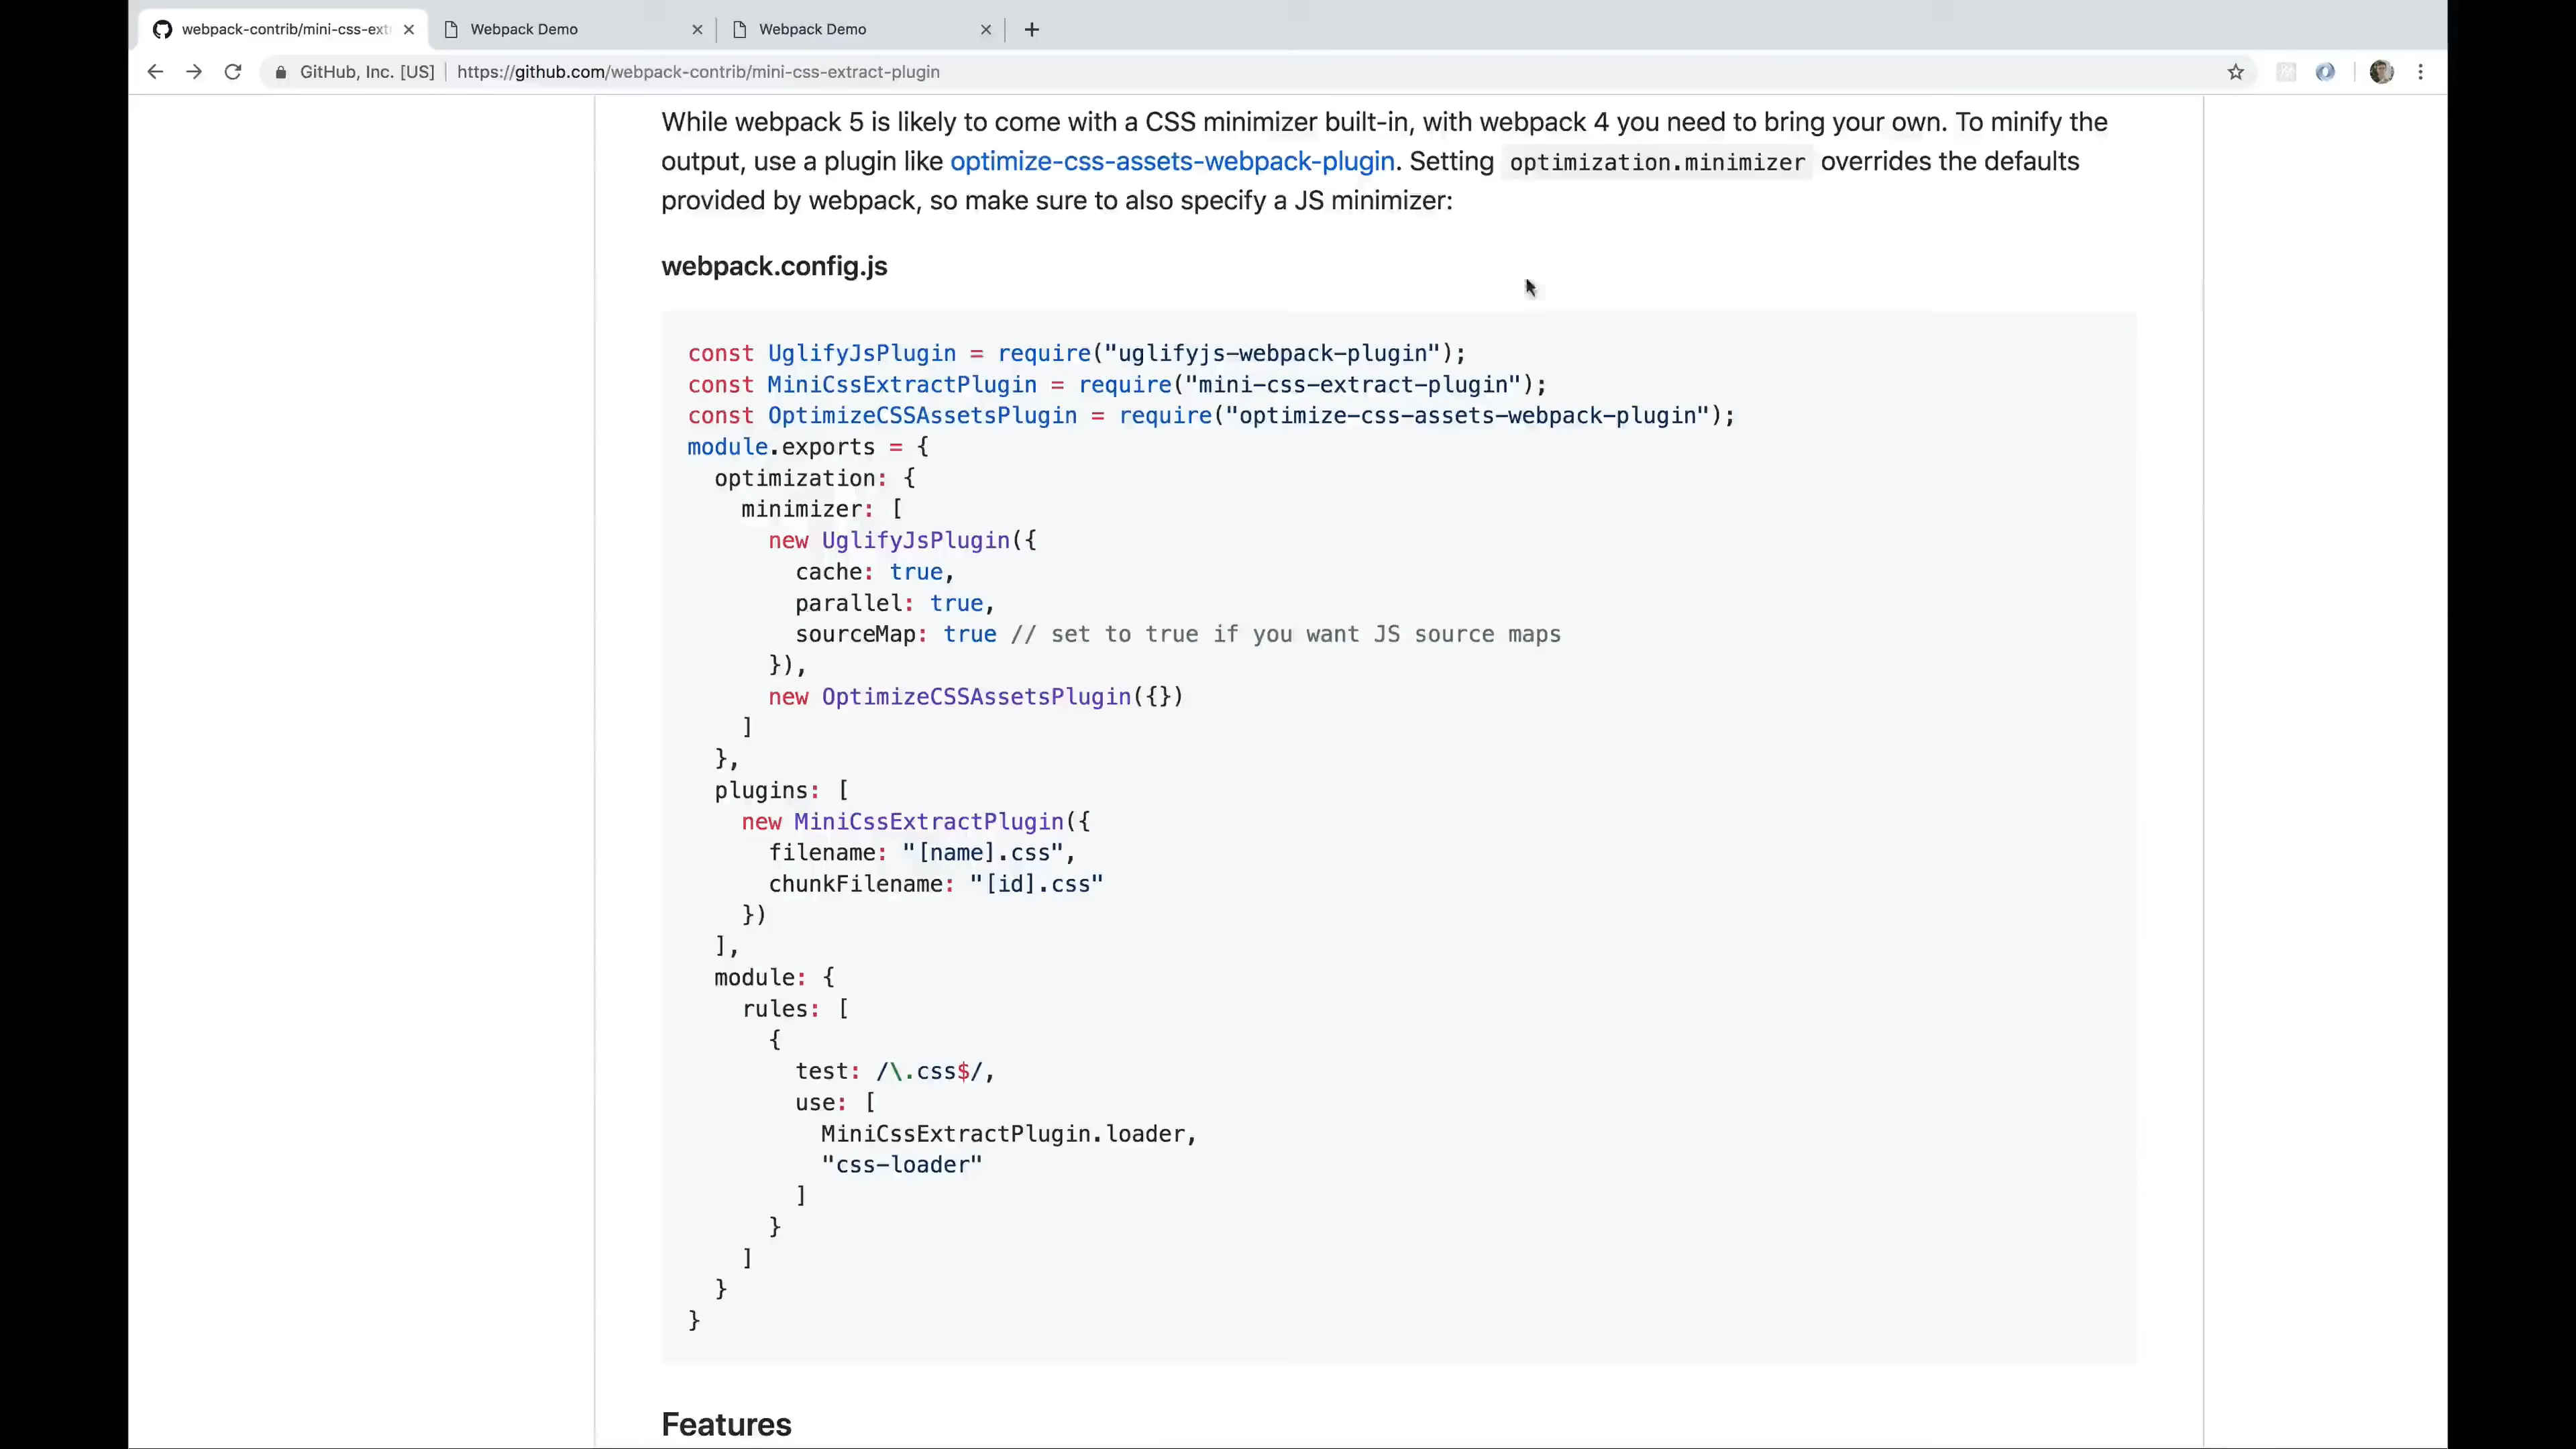 webpack-contrib/mini-css-ext
Webpack Demo
Webpack Demo
GitHub, Inc. [US]
https://github.com/webpack-contrib/mini-css-extract-plugin
While webpack 5 is likely to come with a CSS minimizer built-in, with webpack 4 you need to bring your own. To minify the
output, use a plugin like optimize-css-assets-webpack-plugin. Setting optimization.minimizer overrides the defaults
provided by webpack, so make sure to also specify a JS minimizer:
webpack.config.js
const UglifyJsPlugin = require("uglifyjs-webpack-plugin");
const MiniCssExtractPlugin = require("mini-css-extract-plugin");
const OptimizeCSSAssetsPlugin = require("optimize-css-assets-webpack-plugin");
module.exports = {
  optimization: {
    minimizer: [
      new UglifyJsPlugin({
        cache: true,
        parallel: true,
        sourceMap: true // set to true if you want JS source maps
      }),
      new OptimizeCSSAssetsPlugin({})
    ]
  },
  plugins: [
    new MiniCssExtractPlugin({
      filename: "[name].css",
      chunkFilename: "[id].css"
    })
  ],
  module: {
    rules: [
      {
        test: /\.css$/,
        use: [
          MiniCssExtractPlugin.loader,
          "css-loader"
        ]
      }
    ]
  }
}
Features